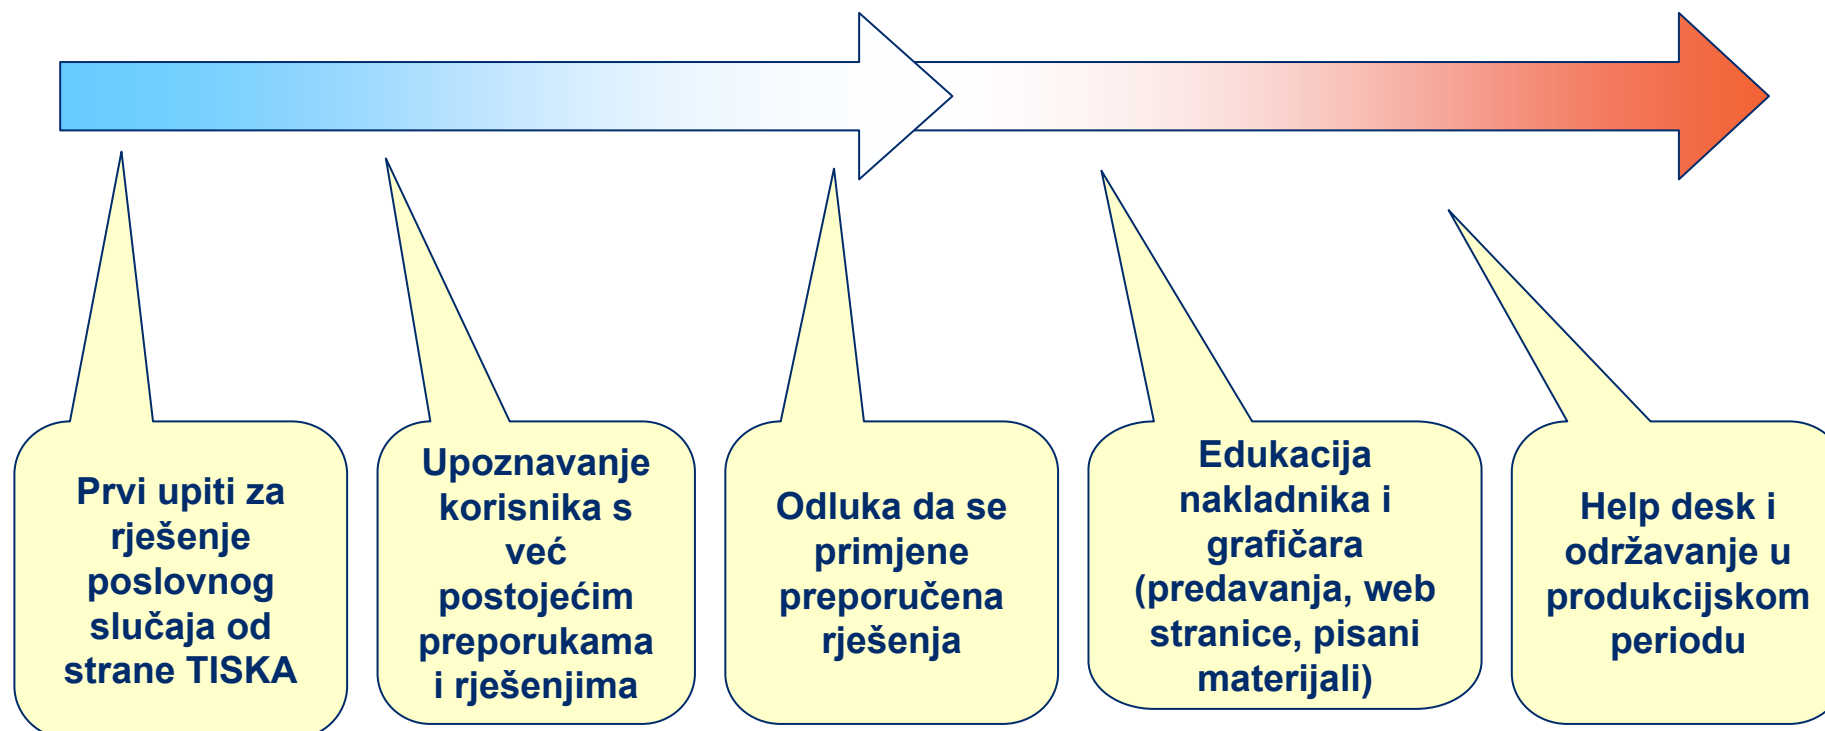 Prvi upiti za
rješenje
poslovnog
slučaja od
strane TISKA
Upoznavanje
korisnika s
već
postojećim
preporukama
i rješenjima
Odluka da se
primjene
preporučena
rješenja
Edukacija
nakladnika i
grafičara
(predavanja, web
stranice, pisani
materijali)
Help desk i
održavanje u
produkcijskom
periodu